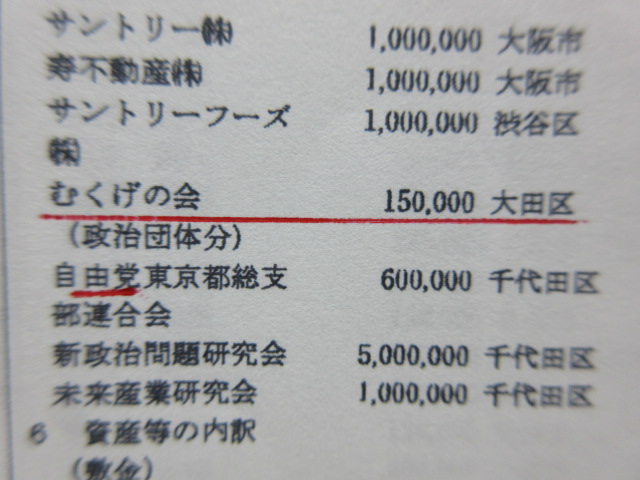 サントリー㈱ 1,000,000 大阪市
寿不動産㈱ 1,000,000 大阪市
サントリーフーズ 1,000,000 渋谷区
㈱
むくげの会 150,000 大田区
(政治団体分)
自由党東京都総支 600,000 千代田区
部連合会
新政治問題研究会 5,000,000 千代田区
未来産業研究会 1,000,000 千代田区
6 資産等の内訳
(敷金)